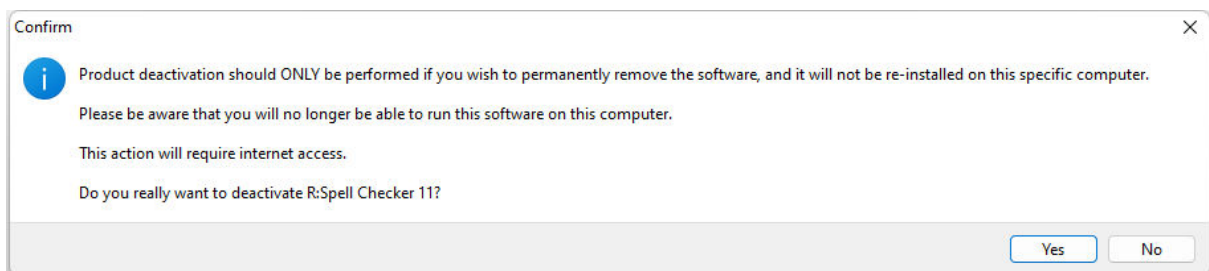 Confirm
Product deactivation should ONLY be performed if you wish to permanently remove the software, and it will not be re-installed on this specific computer.
Please be aware that you will no longer be able to run this software on this computer.
This action will require internet access.
Do you really want to deactivate R:Spell Checker 11?
Yes No